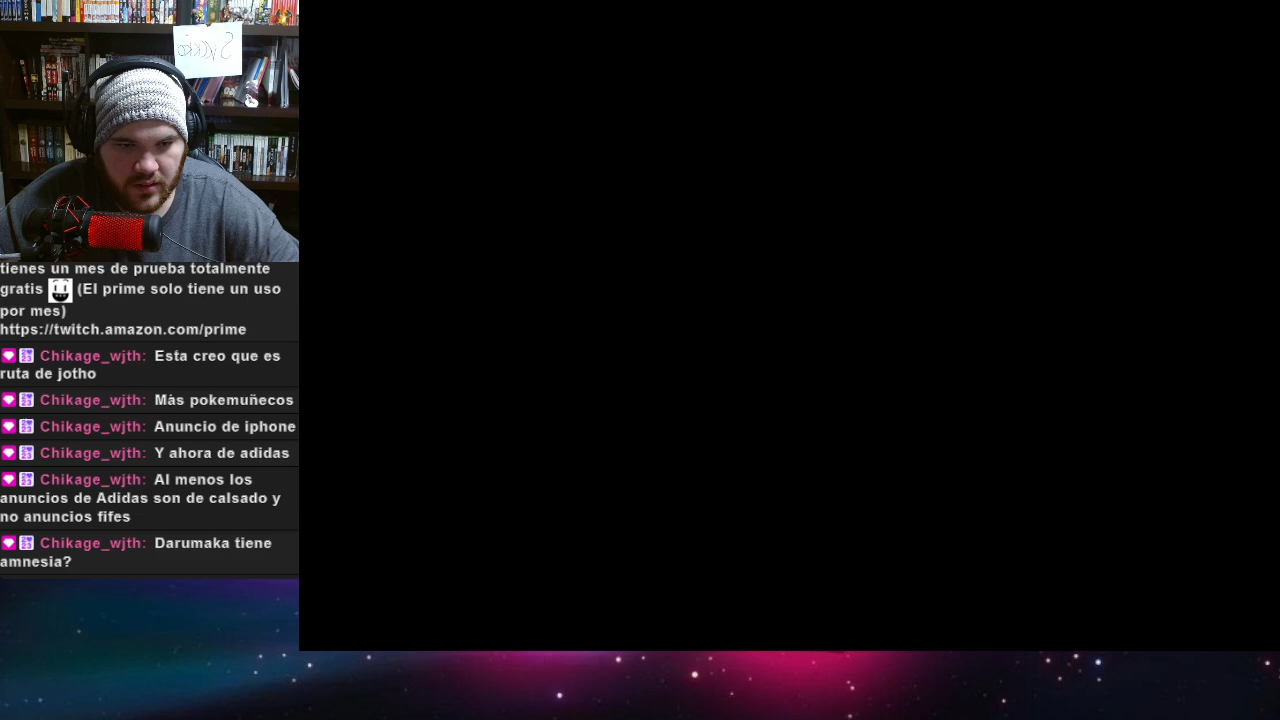 tienes un mes de prueba totalmente
gratis (El prime solo tiene un uso
por mes)
https://twitch.amazon.com/prime
Chikage_wjth: Esta creo que es
ruta de jotho
Chikage_wjth: Más pokemuñecos
Chikage_wjth: Anuncio de iphone
Chikage_wjth: Y ahora de adidas
Chikage_wjth: Al menos los
anuncios de Adidas son de calsado y
no anuncios fifes
Chikage_wjth: Darumaka tiene
amnesia?